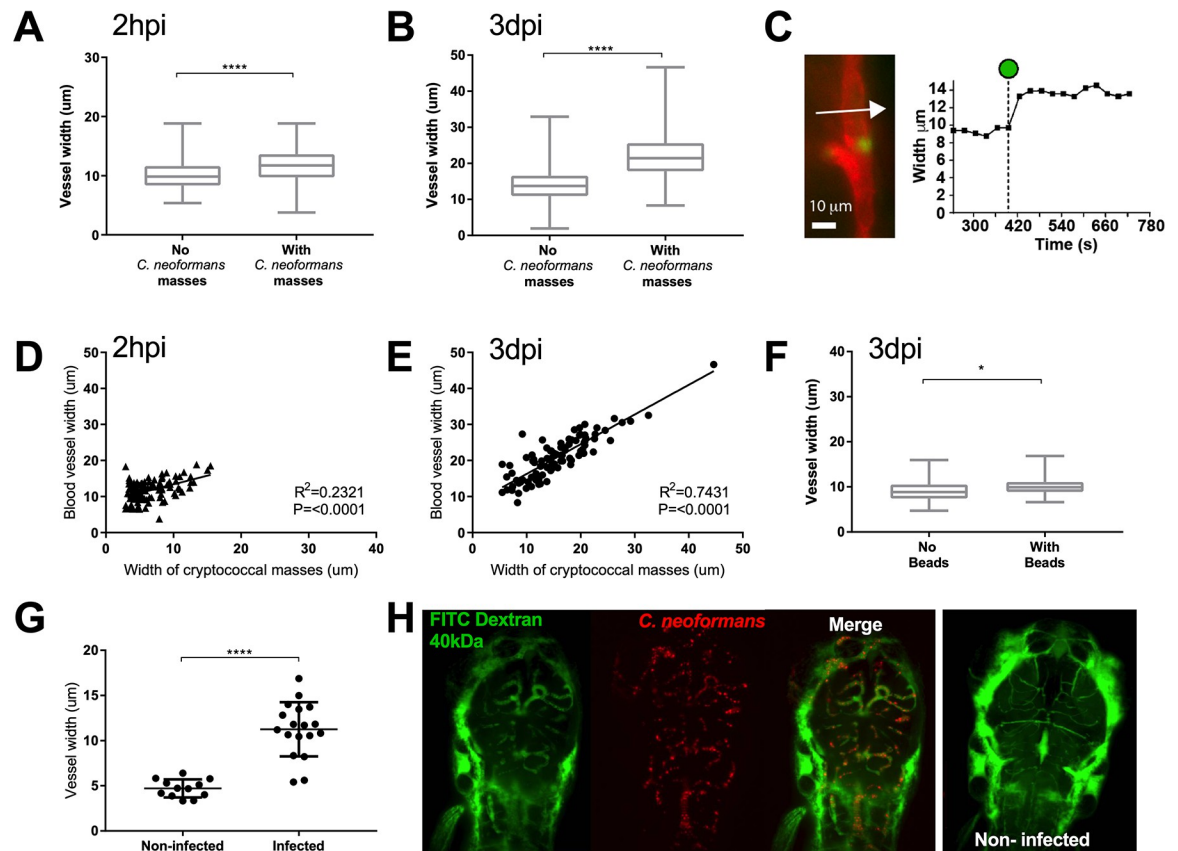 A
2hpi
30
20
10
0
Vessel width (um)
****
No
C. neoformans
masses
With
C. neoformans
masses
B
3dpi
50
40
30
20
10
0
Vessel width (um)
****
No
C. neoformans
masses
With
C. neoformans
masses
C
10 μm
14
12
10
8
6
4
2
0
Width μm
300 420 540 660 780
Time (s)
D
2hpi
50
40
30
20
10
0
Blood vessel width (um)
R2=0.2321
P=<0.0001
0 10 20 30 40
Width of cryptococcal masses (um)
E
3dpi
50
40
30
20
10
0
Blood vessel width (um)
R2=0.7431
P=<0.0001
0 10 20 30 40 50
Width of cryptococcal masses (um)
F
3dpi
40
30
20
10
0
Vessel width (um)
*
No
Beads
With
Beads
G
20
15
10
5
0
Vessel width (um)
****
Non-infected Infected
H
FITC Dextran
40kDa
C. neoformans
Merge
Non- infected